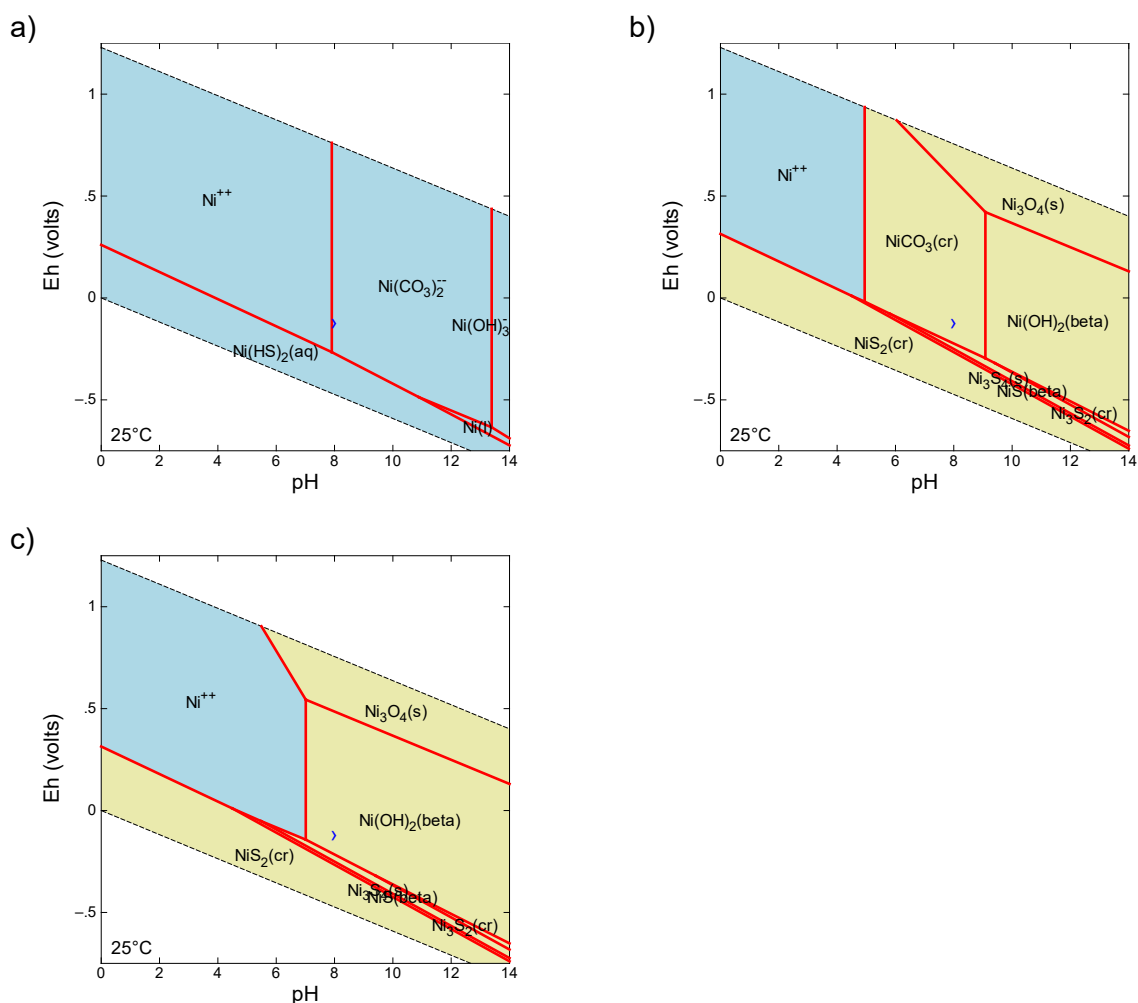 a)
Eh (volts)
1
.5
0
–.5
Ni⁺⁺
Ni(CO₃)₂⁻⁻
Ni(OH)₃⁻
Ni(HS)₂(aq)
Ni(I)
25°C
0 2 4 6 8 10 12 14
pH
b)
Eh (volts)
1
.5
0
–.5
Ni⁺⁺
Ni₃O₄(s)
NiCO₃(cr)
Ni(OH)₂(beta)
NiS₂(cr)
Ni₃S₄(s)
NiS(beta)
Ni₃S₂(cr)
25°C
0 2 4 6 8 10 12 14
pH
c)
Eh (volts)
1
.5
0
–.5
Ni⁺⁺
Ni₃O₄(s)
Ni(OH)₂(beta)
NiS₂(cr)
Ni₃S₄(s)
NiS(beta)
Ni₃S₂(cr)
25°C
0 2 4 6 8 10 12 14
pH